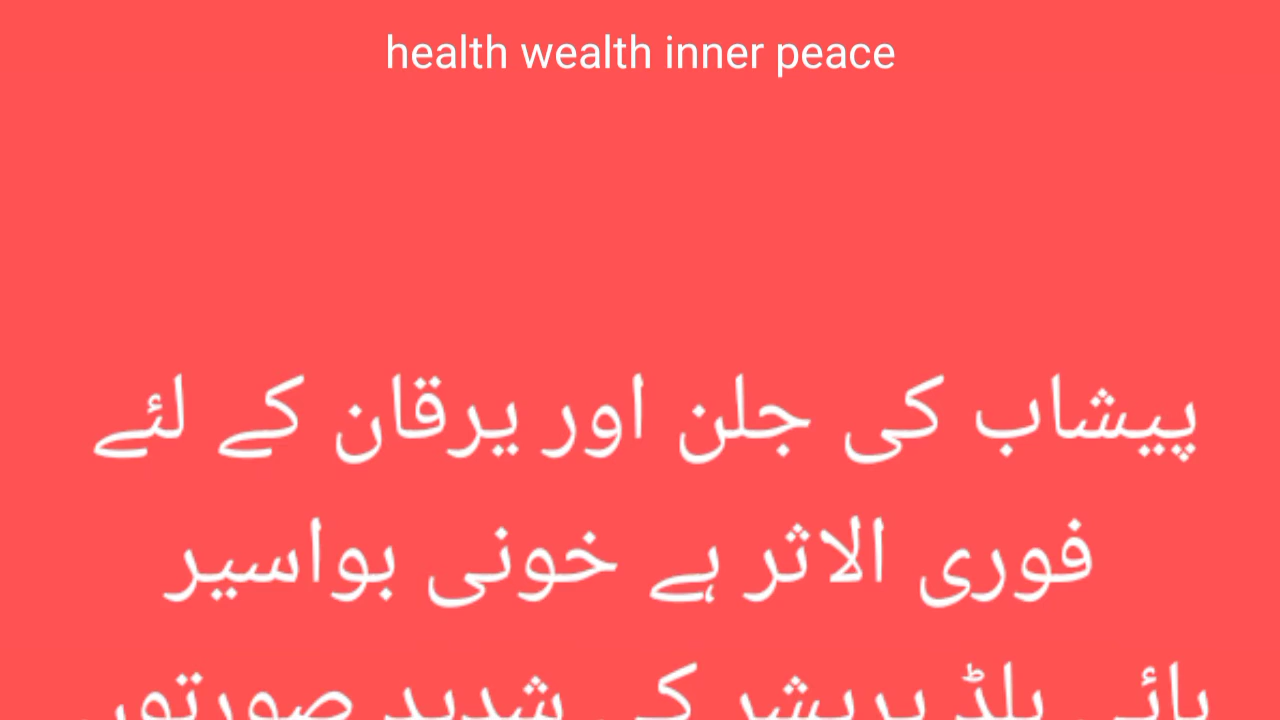 health wealth inner peace
پیشاب کی جلن اور یرقان کے لئے
فوری الاثر ہے خونی بواسیر
ہائی بلڈ پریشر کی شدید صورتوں